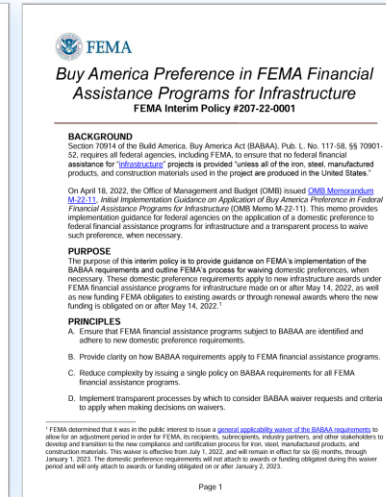 FEMA
Buy America Preference in FEMA Financial
Assistance Programs for Infrastructure
FEMA Interim Policy #207-22-0001
BACKGROUND
Section 70914 of the Build America, Buy America Act (BABAA), Pub. L. No. 117-58, §§ 70901-
52, requires all federal agencies, including FEMA, to ensure that no federal financial
assistance for “infrastructure” projects is provided “unless all of the iron, steel, manufactured
products, and construction materials used in the project are produced in the United States.”
On April 18, 2022, the Office of Management and Budget (OMB) issued OMB Memorandum
M-22-11, Initial Implementation Guidance on Application of Buy America Preference in Federal
Financial Assistance Programs for Infrastructure (OMB Memo M-22-11). This memo provides
implementation guidance for federal agencies on the application of a domestic preference to
federal financial assistance programs for infrastructure and a transparent process to waive
such preference, when necessary.
PURPOSE
The purpose of this interim policy is to provide guidance on FEMA’s implementation of the
BABAA requirements and outline FEMA’s process for waiving domestic preferences, when
necessary. These domestic preference requirements apply to new infrastructure awards under
FEMA financial assistance programs for infrastructure made on or after May 14, 2022, as well
as new funding FEMA obligates to existing awards or through renewal awards where the new
funding is obligated on or after May 14, 2022.1
PRINCIPLES
A. Ensure that FEMA financial assistance programs subject to BABAA are identified and
adhere to new domestic preference requirements.
B. Provide clarity on how BABAA requirements apply to FEMA financial assistance programs.
C. Reduce complexity by issuing a single policy on BABAA requirements for all FEMA
financial assistance programs.
D. Implement transparent processes by which to consider BABAA waiver requests and criteria
to apply when making decisions on waivers.
1 FEMA determined that it was in the public interest to issue a general applicability waiver of the BABAA requirements to
allow for an adjustment period in order for FEMA, its recipients, subrecipients, industry partners, and other stakeholders to
develop and transition to the new compliance and certification process for iron, steel, manufactured products, and
construction materials. This waiver is effective from July 1, 2022, and will remain in effect for six (6) months, through
January 1, 2023. The domestic preference requirements will not attach to awards or funding obligated during this waiver
period and will only attach to awards or funding obligated on or after January 2, 2023.
Page 1